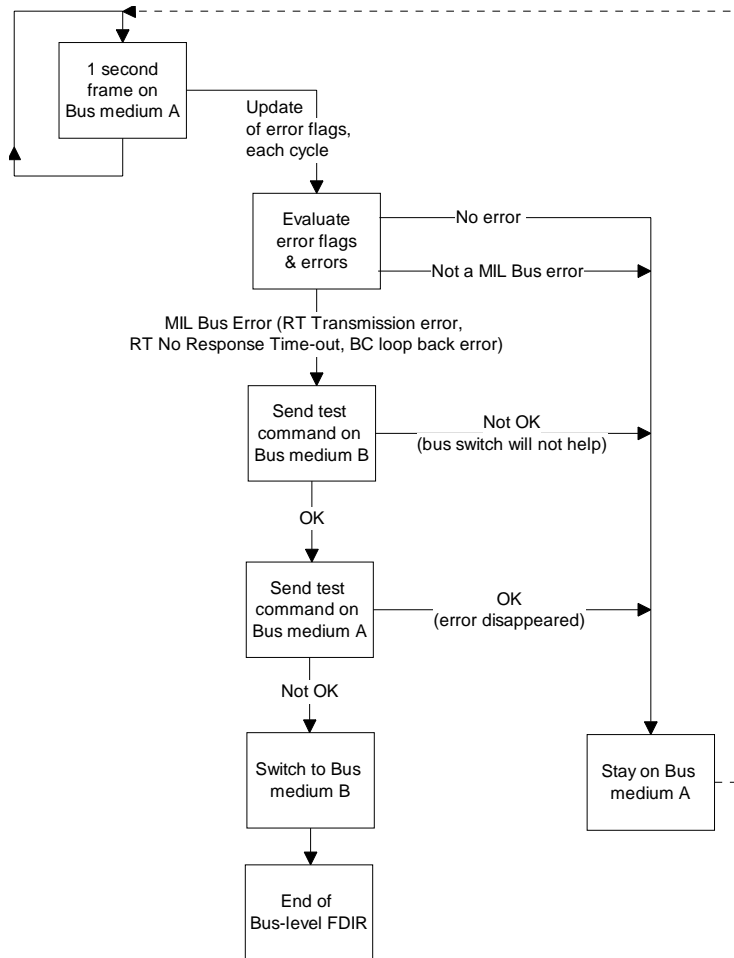 1 second
frame on
Bus medium A
Update
of error flags,
each cycle
Evaluate
error flags
& errors
No error
Not a MIL Bus error
MIL Bus Error (RT Transmission error,
RT No Response Time-out, BC loop back error)
Send test
command on
Bus medium B
Not OK
(bus switch will not help)
OK
Send test
command on
Bus medium A
OK
(error disappeared)
Not OK
Switch to Bus
medium B
Stay on Bus
medium A
End of
Bus-level FDIR